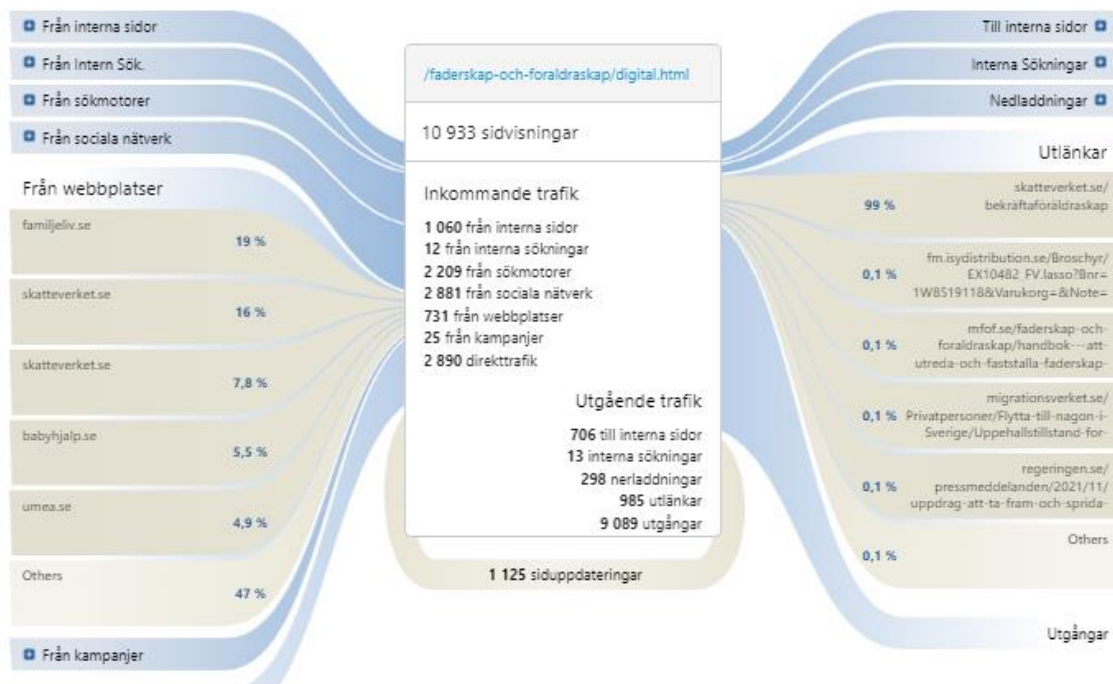 Från interna sidor
Från Intern Sök.
Från sökmotorer
Från sociala nätverk
Från webbplatser
familjeliv.se
19 %
skatteverket.se
16 %
skatteverket.se
7,8 %
babyhjalp.se
5,5 %
umea.se
4,9 %
Others
47 %
Från kampanjer
/faderskap-och-foraldraskap/digital.html
10 933 sidvisningar
Inkommande trafik
1 060 från interna sidor
12 från interna sökningar
2 209 från sökmotorer
2 881 från sociala nätverk
731 från webbplatser
25 från kampanjer
2 890 direkttrafik
Utgående trafik
706 till interna sidor
13 interna sökningar
298 nerladdningar
985 utlänkar
9 089 utgångar
1 125 siduppdateringar
Till interna sidor
Interna Sökningar
Nedladdningar
Utlänkar
skatteverket.se/
99 %
bekräftaföräldraskap
fm.isydistribution.se/Broschyr/
0,1 %
EX10482_FV.lasso?Bnr=
1W8519118&Varukorg=&Note=
mfof.se/faderskap-och-
0,1 %
foraldraskap/handbok---att-
utreda-och-faststalla-faderskap-
migrationsverket.se/
0,1 %
Privatpersoner/Flytta-till-nagon-i-
Sverige/Uppehallstillstand-for-
regeringen.se/
0,1 %
pressmeddelanden/2021/11/
uppdrag-att-ta-fram-och-sprida-
Others
0,1 %
Utgångar